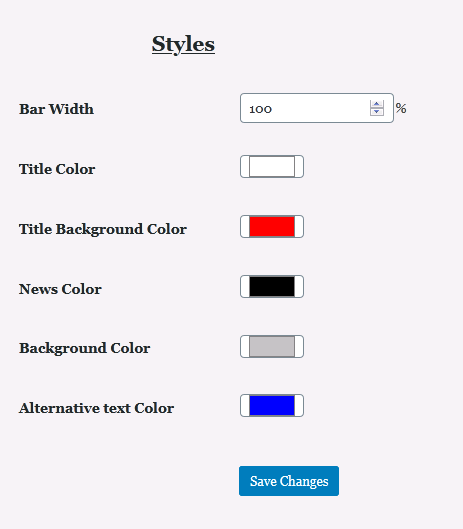 Styles
Bar Width 100 %
Title Color
Title Background Color
News Color
Background Color
Alternative text Color
Save Changes